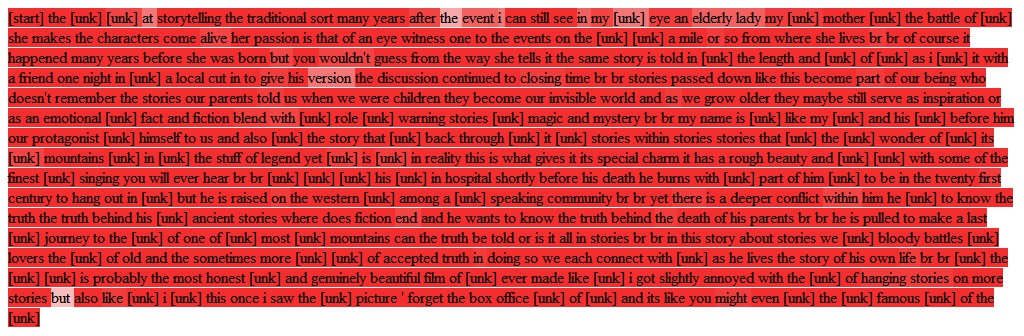 [start] the [unk] [unk] at storytelling the traditional sort many years after the event i can still see in my [unk] eye an elderly lady my [unk] mother [unk] the battle of [unk]
she makes the characters come alive her passion is that of an eye witness one to the events on the [unk] [unk] a mile or so from where she lives br br of course it
happened many years before she was born but you wouldn't guess from the way she tells it the same story is told in [unk] the length and [unk] of [unk] as i [unk] it with
a friend one night in [unk] a local cut in to give his version the discussion continued to closing time br br stories passed down like this become part of our being who
doesn't remember the stories our parents told us when we were children they become our invisible world and as we grow older they maybe still serve as inspiration or
as an emotional [unk] fact and fiction blend with [unk] role [unk] warning stories [unk] magic and mystery br br my name is [unk] like my [unk] and his [unk] before him
our protagonist [unk] himself to us and also [unk] the story that [unk] back through [unk] it [unk] stories within stories stories that [unk] the [unk] wonder of [unk] its
[unk] mountains [unk] in [unk] the stuff of legend yet [unk] is [unk] in reality this is what gives it its special charm it has a rough beauty and [unk] [unk] with some of the
finest [unk] singing you will ever hear br br [unk] [unk] his [unk] in hospital shortly before his death he burns with [unk] part of him [unk] to be in the twenty first
century to hang out in [unk] but he is raised on the western [unk] among a [unk] speaking community br br yet there is a deeper conflict within him he [unk] to know the
truth the truth behind his [unk] ancient stories where does fiction end and he wants to know the truth behind the death of his parents br br he is pulled to make a last
[unk] journey to the [unk] of one of [unk] most [unk] mountains can the truth be told or is it all in stories br br in this story about stories we [unk] bloody battles [unk]
lovers the [unk] of old and the sometimes more [unk] [unk] of accepted truth in doing so we each connect with [unk] as he lives the story of his own life br br [unk] the
[unk] [unk] is probably the most honest [unk] and genuinely beautiful film of [unk] ever made like [unk] i got slightly annoyed with the [unk] of hanging stories on more
stories but also like [unk] i [unk] this once i saw the [unk] picture ' forget the box office [unk] of [unk] and its like you might even [unk] the [unk] famous [unk] of the
[unk]